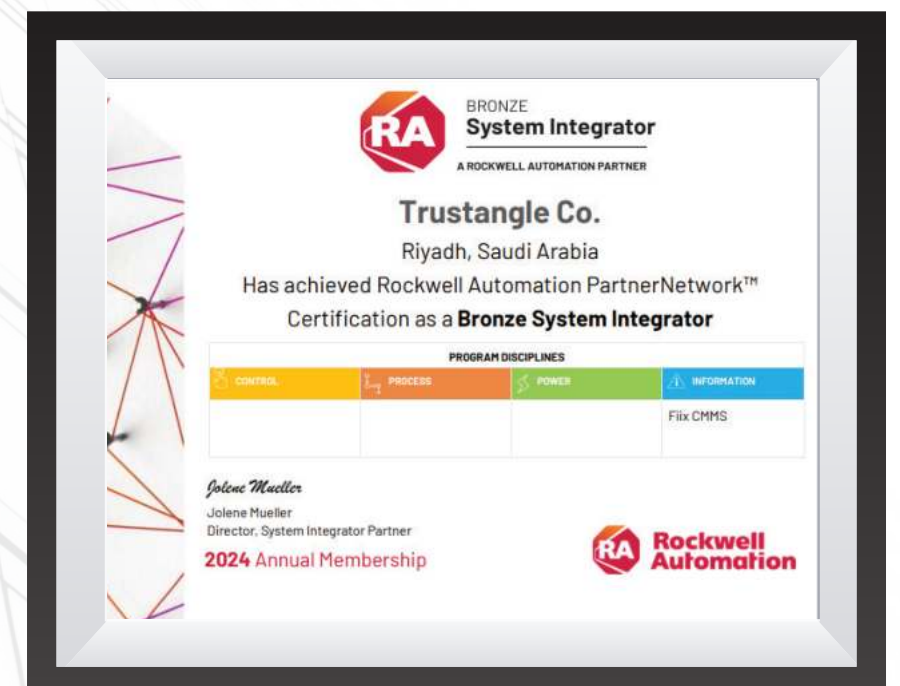 RA
BRONZE
System Integrator
A ROCKWELL AUTOMATION PARTNER
Trustangle Co.
Riyadh, Saudi Arabia
Has achieved Rockwell Automation PartnerNetwork™
Certification as a Bronze System Integrator
PROGRAM DISCIPLINES
CONTROL PROCESS POWER INFORMATION
Fiix CMMS
Jolene Mueller
Jolene Mueller
Director, System Integrator Partner
2024 Annual Membership
RA Rockwell
Automation